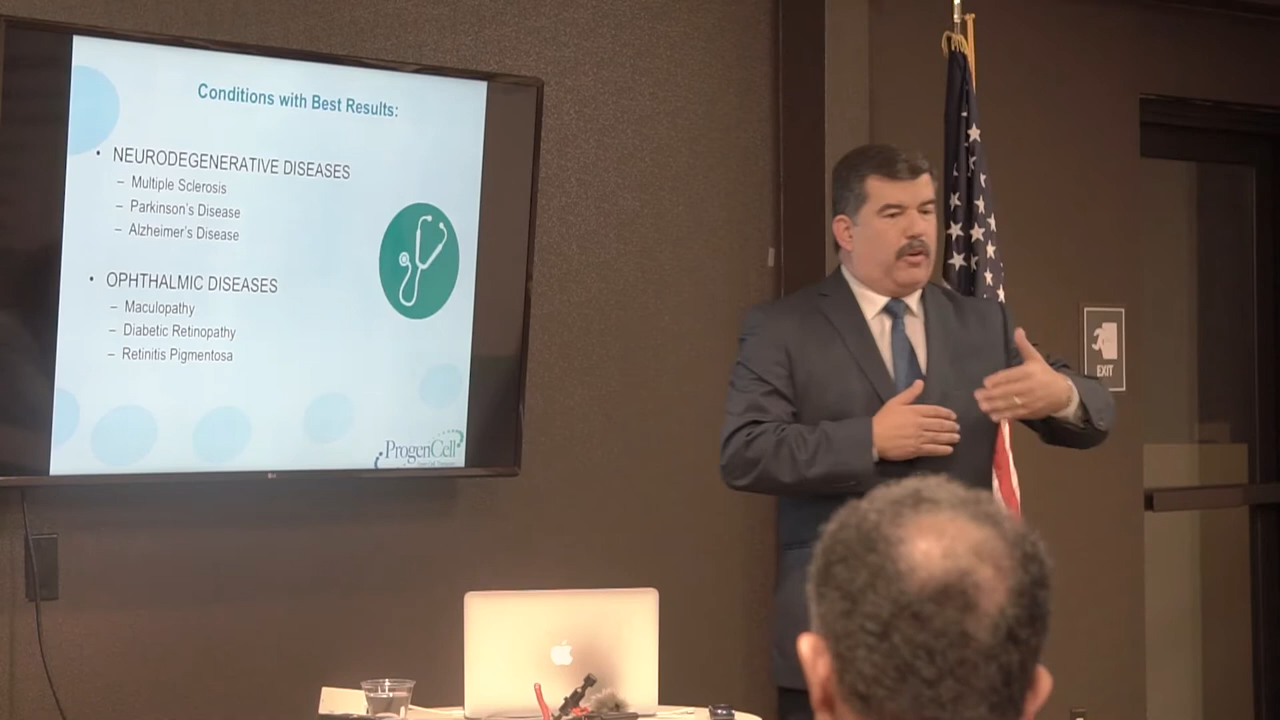 Conditions with Best Results:
• NEURODEGENERATIVE DISEASES
– Multiple Sclerosis
– Parkinson's Disease
– Alzheimer's Disease
• OPHTHALMIC DISEASES
– Maculopathy
– Diabetic Retinopathy
– Retinitis Pigmentosa
ProgenCell
LG
EXIT